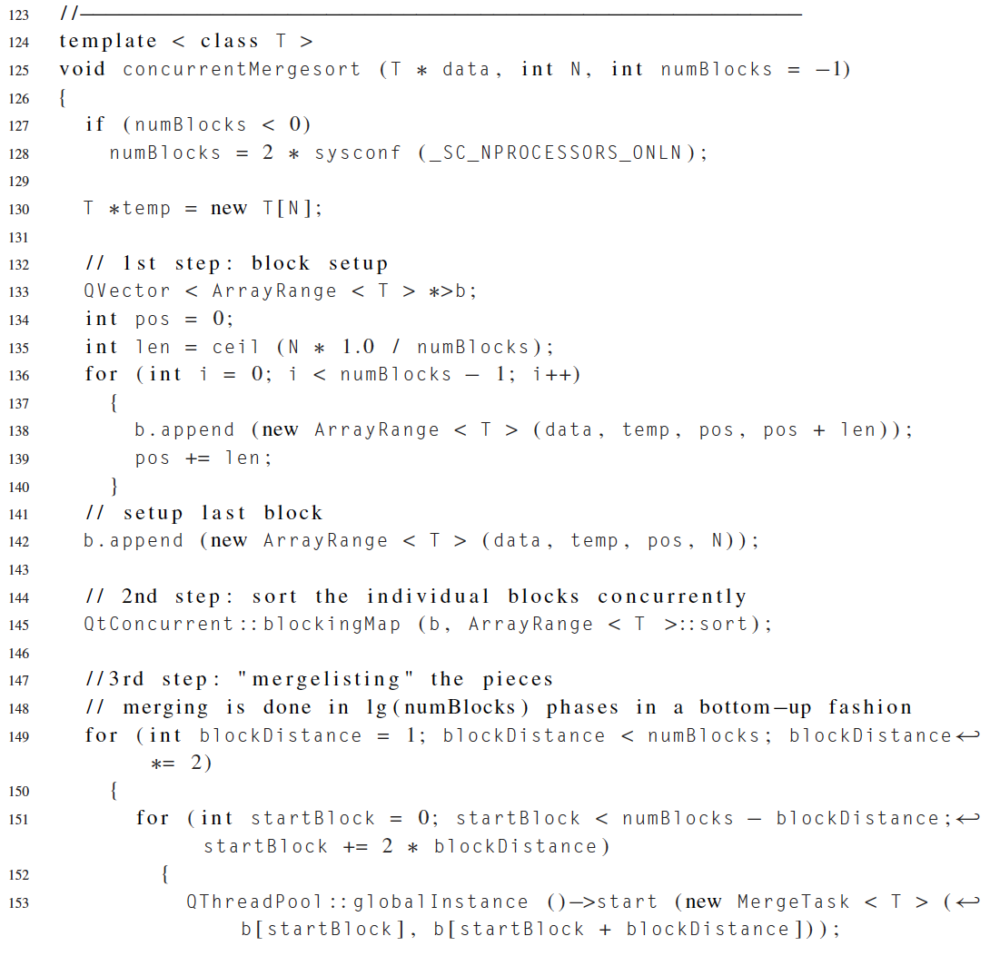 123 //————————————————————————————
124 template < class T >
125 void concurrentMergesort (T * data, int N, int numBlocks = −1)
126 {
127 if (numBlocks < 0)
128 numBlocks = 2 * sysconf (_SC_NPROCESSORS_ONLN);
129
130 T *temp = new T[N];
131
132 // 1st step: block setup
133 QVector < ArrayRange < T > *>b;
134 int pos = 0;
135 int len = ceil (N * 1.0 / numBlocks);
136 for (int i = 0; i < numBlocks − 1; i++)
137 {
138 b.append (new ArrayRange < T > (data, temp, pos, pos + len));
139 pos += len;
140 }
141 // setup last block
142 b.append (new ArrayRange < T > (data, temp, pos, N));
143
144 // 2nd step: sort the individual blocks concurrently
145 QtConcurrent::blockingMap (b, ArrayRange < T >::sort);
146
147 //3rd step: "mergelisting" the pieces
148 // merging is done in lg(numBlocks) phases in a bottom−up fashion
149 for (int blockDistance = 1; blockDistance < numBlocks; blockDistance↩
*= 2)
150 {
151 for (int startBlock = 0; startBlock < numBlocks − blockDistance;↩
startBlock += 2 * blockDistance)
152 {
153 QThreadPool::globalInstance ()−>start (new MergeTask < T > (↩
b[startBlock], b[startBlock + blockDistance]));